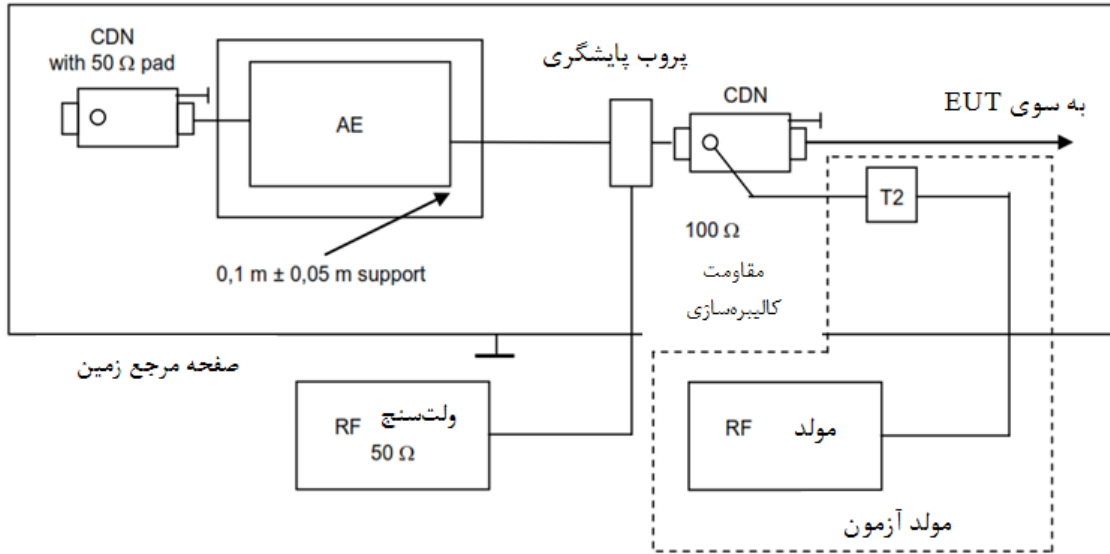 CDN
with 50 Ω pad
AE
0,1 m ± 0,05 m support
پروب پایشگری
CDN
به سوی EUT
T2
100 Ω
مقاومت
کالیبره‌سازی
صفحه مرجع زمین
RF ولت‌سنج
50 Ω
RF مولد
مولد آزمون